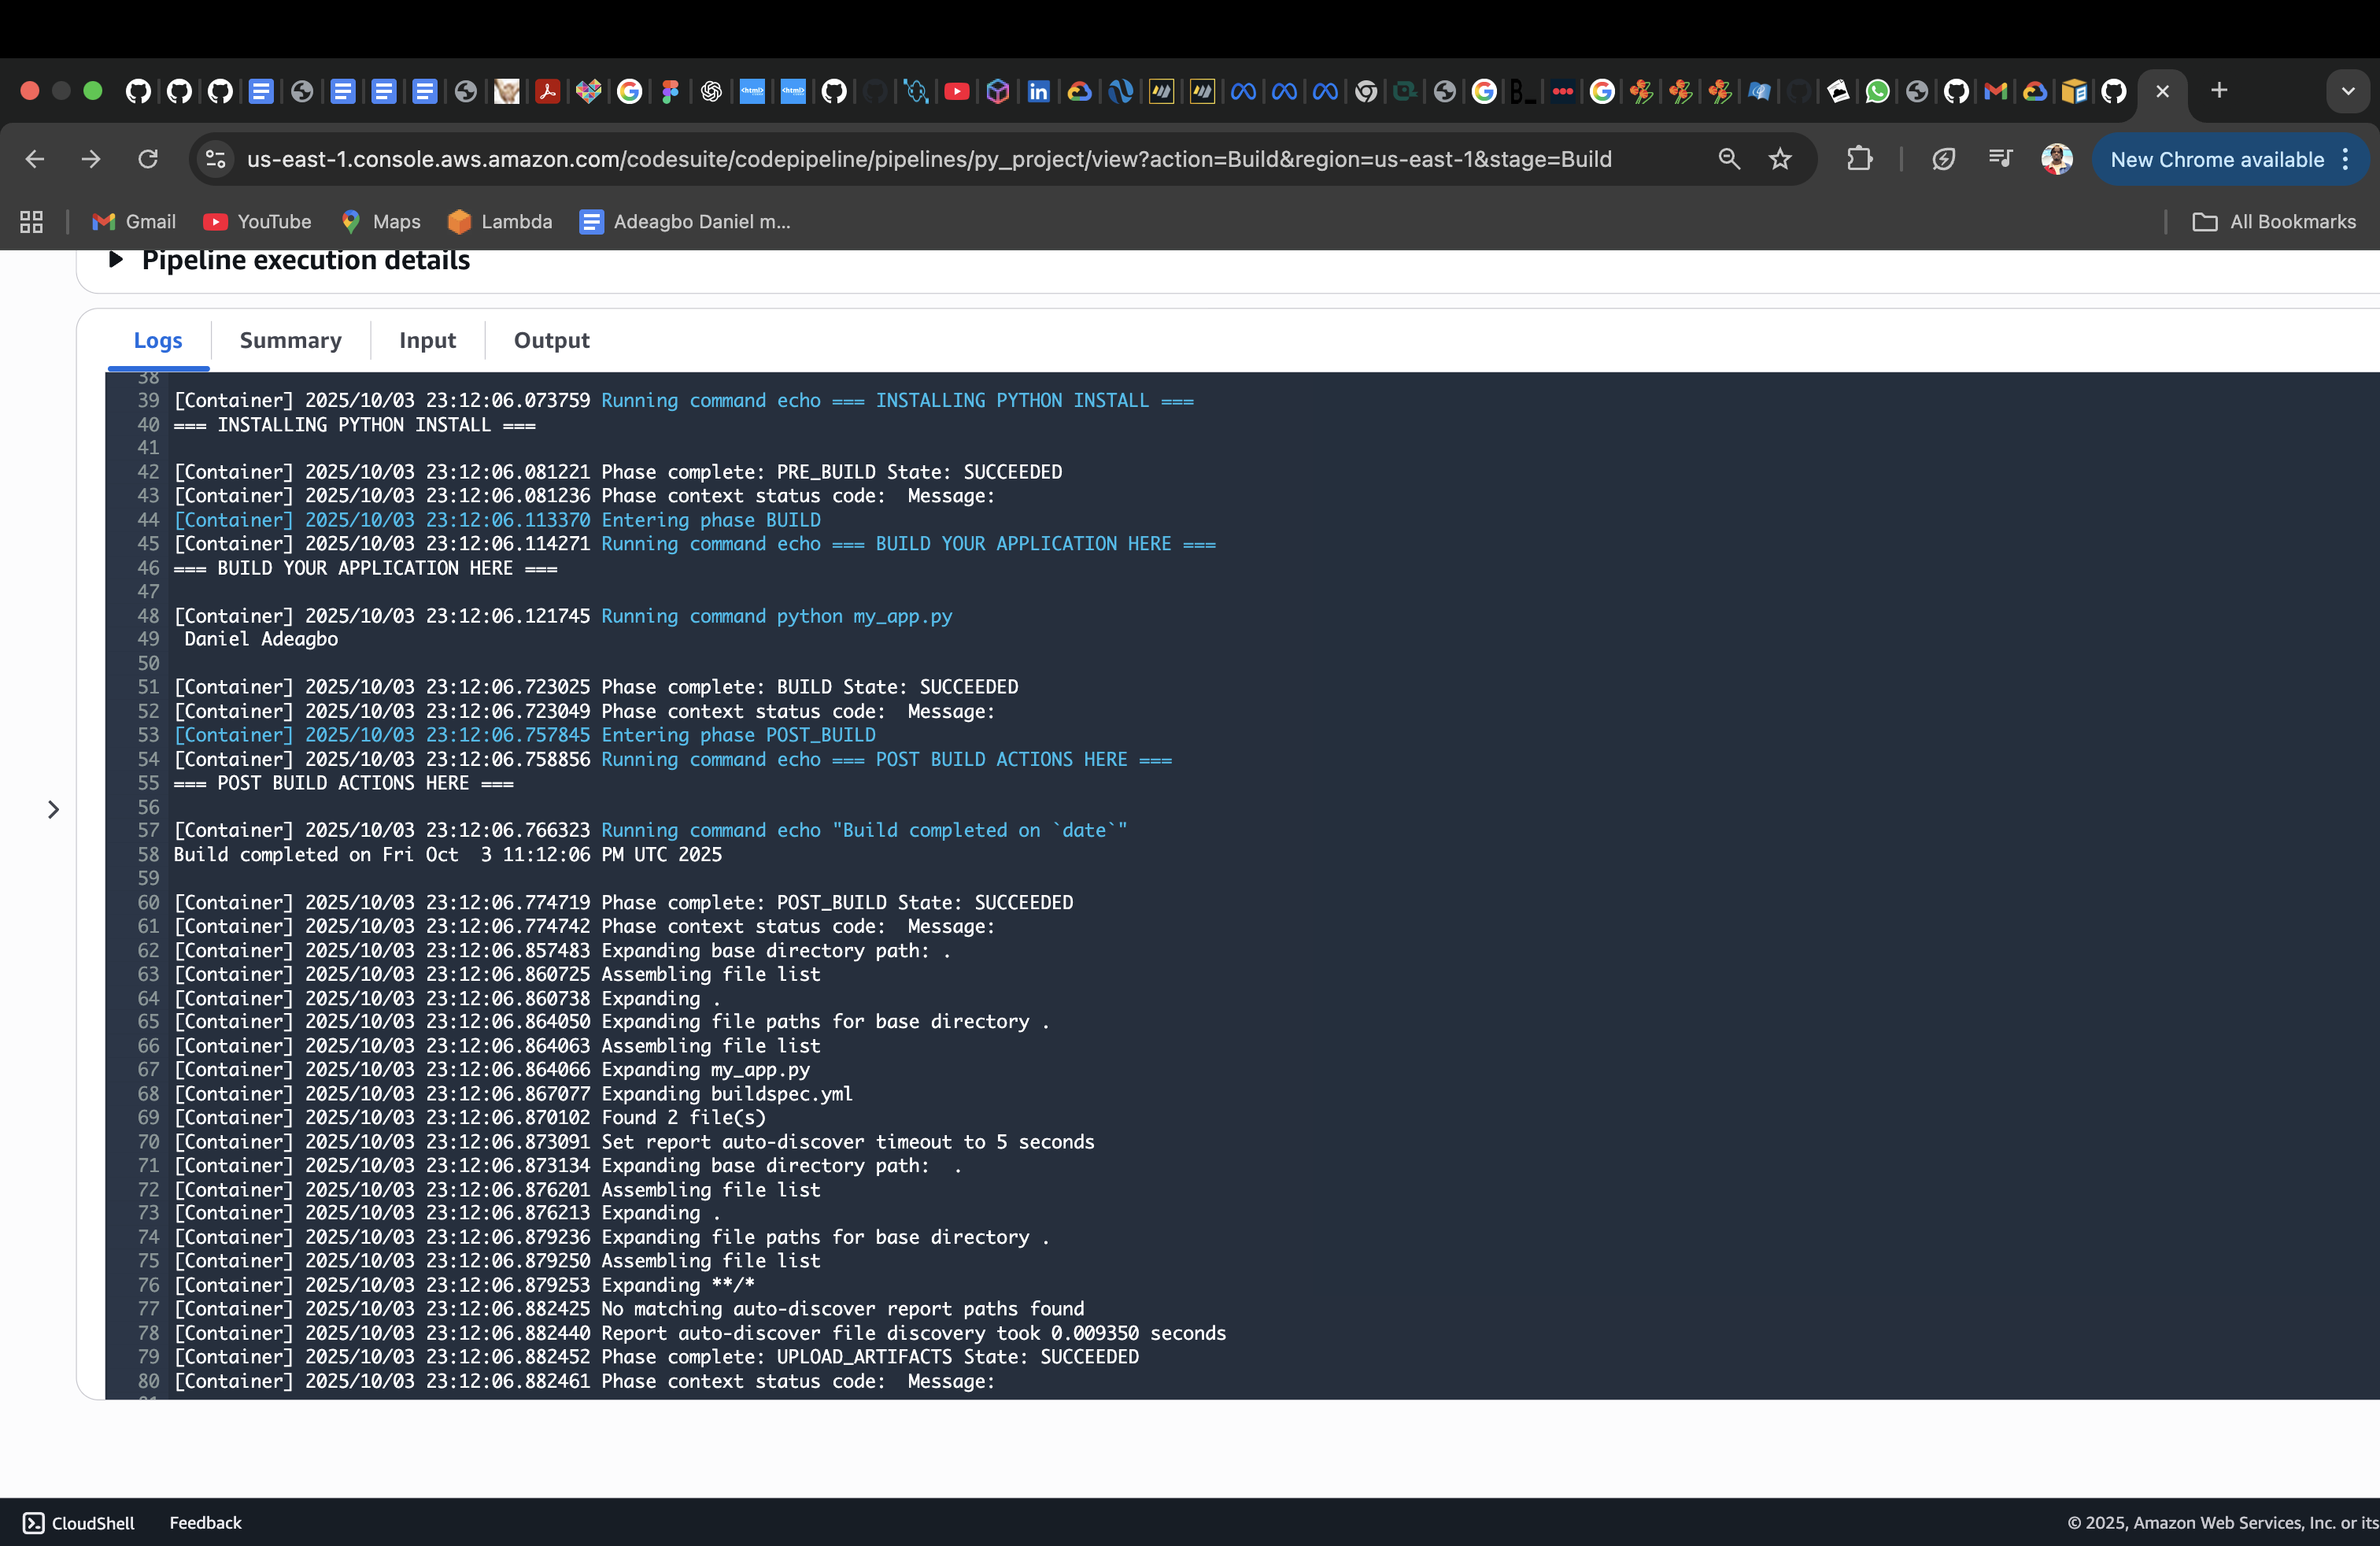 us-east-1.console.aws.amazon.com/codesuite/codepipeline/pipelines/py_project/view?action=Build&region=us-east-1&stage=Build
New Chrome available
Gmail
YouTube
Maps
Lambda
Adeagbo Daniel m...
All Bookmarks
Pipeline execution details
Logs
Summary
Input
Output
38
39 [Container] 2025/10/03 23:12:06.073759 Running command echo === INSTALLING PYTHON INSTALL ===
40 === INSTALLING PYTHON INSTALL ===
41
42 [Container] 2025/10/03 23:12:06.081221 Phase complete: PRE_BUILD State: SUCCEEDED
43 [Container] 2025/10/03 23:12:06.081236 Phase context status code:  Message:
44 [Container] 2025/10/03 23:12:06.113370 Entering phase BUILD
45 [Container] 2025/10/03 23:12:06.114271 Running command echo === BUILD YOUR APPLICATION HERE ===
46 === BUILD YOUR APPLICATION HERE ===
47
48 [Container] 2025/10/03 23:12:06.121745 Running command python my_app.py
49  Daniel Adeagbo
50
51 [Container] 2025/10/03 23:12:06.723025 Phase complete: BUILD State: SUCCEEDED
52 [Container] 2025/10/03 23:12:06.723049 Phase context status code:  Message:
53 [Container] 2025/10/03 23:12:06.757845 Entering phase POST_BUILD
54 [Container] 2025/10/03 23:12:06.758856 Running command echo === POST BUILD ACTIONS HERE ===
55 === POST BUILD ACTIONS HERE ===
56
57 [Container] 2025/10/03 23:12:06.766323 Running command echo "Build completed on `date`"
58 Build completed on Fri Oct  3 11:12:06 PM UTC 2025
59
60 [Container] 2025/10/03 23:12:06.774719 Phase complete: POST_BUILD State: SUCCEEDED
61 [Container] 2025/10/03 23:12:06.774742 Phase context status code:  Message:
62 [Container] 2025/10/03 23:12:06.857483 Expanding base directory path: .
63 [Container] 2025/10/03 23:12:06.860725 Assembling file list
64 [Container] 2025/10/03 23:12:06.860738 Expanding .
65 [Container] 2025/10/03 23:12:06.864050 Expanding file paths for base directory .
66 [Container] 2025/10/03 23:12:06.864063 Assembling file list
67 [Container] 2025/10/03 23:12:06.864066 Expanding my_app.py
68 [Container] 2025/10/03 23:12:06.867077 Expanding buildspec.yml
69 [Container] 2025/10/03 23:12:06.870102 Found 2 file(s)
70 [Container] 2025/10/03 23:12:06.873091 Set report auto-discover timeout to 5 seconds
71 [Container] 2025/10/03 23:12:06.873134 Expanding base directory path:  .
72 [Container] 2025/10/03 23:12:06.876201 Assembling file list
73 [Container] 2025/10/03 23:12:06.876213 Expanding .
74 [Container] 2025/10/03 23:12:06.879236 Expanding file paths for base directory .
75 [Container] 2025/10/03 23:12:06.879250 Assembling file list
76 [Container] 2025/10/03 23:12:06.879253 Expanding **/*
77 [Container] 2025/10/03 23:12:06.882425 No matching auto-discover report paths found
78 [Container] 2025/10/03 23:12:06.882440 Report auto-discover file discovery took 0.009350 seconds
79 [Container] 2025/10/03 23:12:06.882452 Phase complete: UPLOAD_ARTIFACTS State: SUCCEEDED
80 [Container] 2025/10/03 23:12:06.882461 Phase context status code:  Message:
CloudShell
Feedback
© 2025, Amazon Web Services, Inc. or its